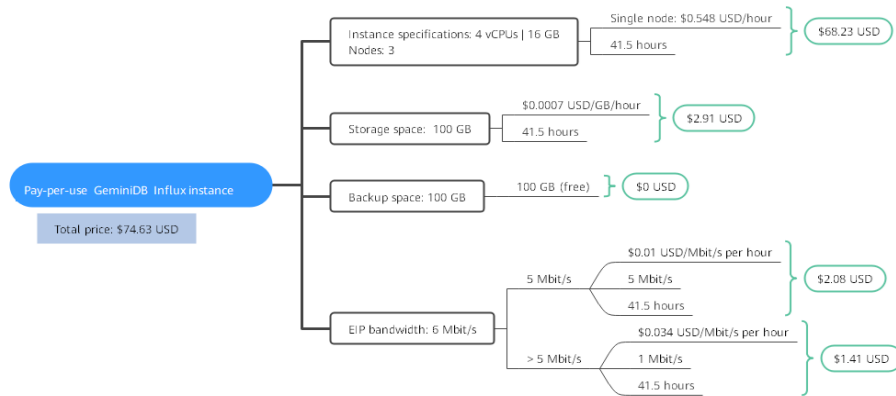 Pay-per-use GeminiDB Influx instance
Total price: $74.63 USD
Instance specifications: 4 vCPUs | 16 GB
Nodes: 3
Single node: $0.548 USD/hour
41.5 hours
$68.23 USD
Storage space: 100 GB
$0.0007 USD/GB/hour
41.5 hours
$2.91 USD
Backup space: 100 GB
100 GB (free)
$0 USD
EIP bandwidth: 6 Mbit/s
5 Mbit/s
$0.01 USD/Mbit/s per hour
5 Mbit/s
41.5 hours
$2.08 USD
> 5 Mbit/s
$0.034 USD/Mbit/s per hour
1 Mbit/s
41.5 hours
$1.41 USD